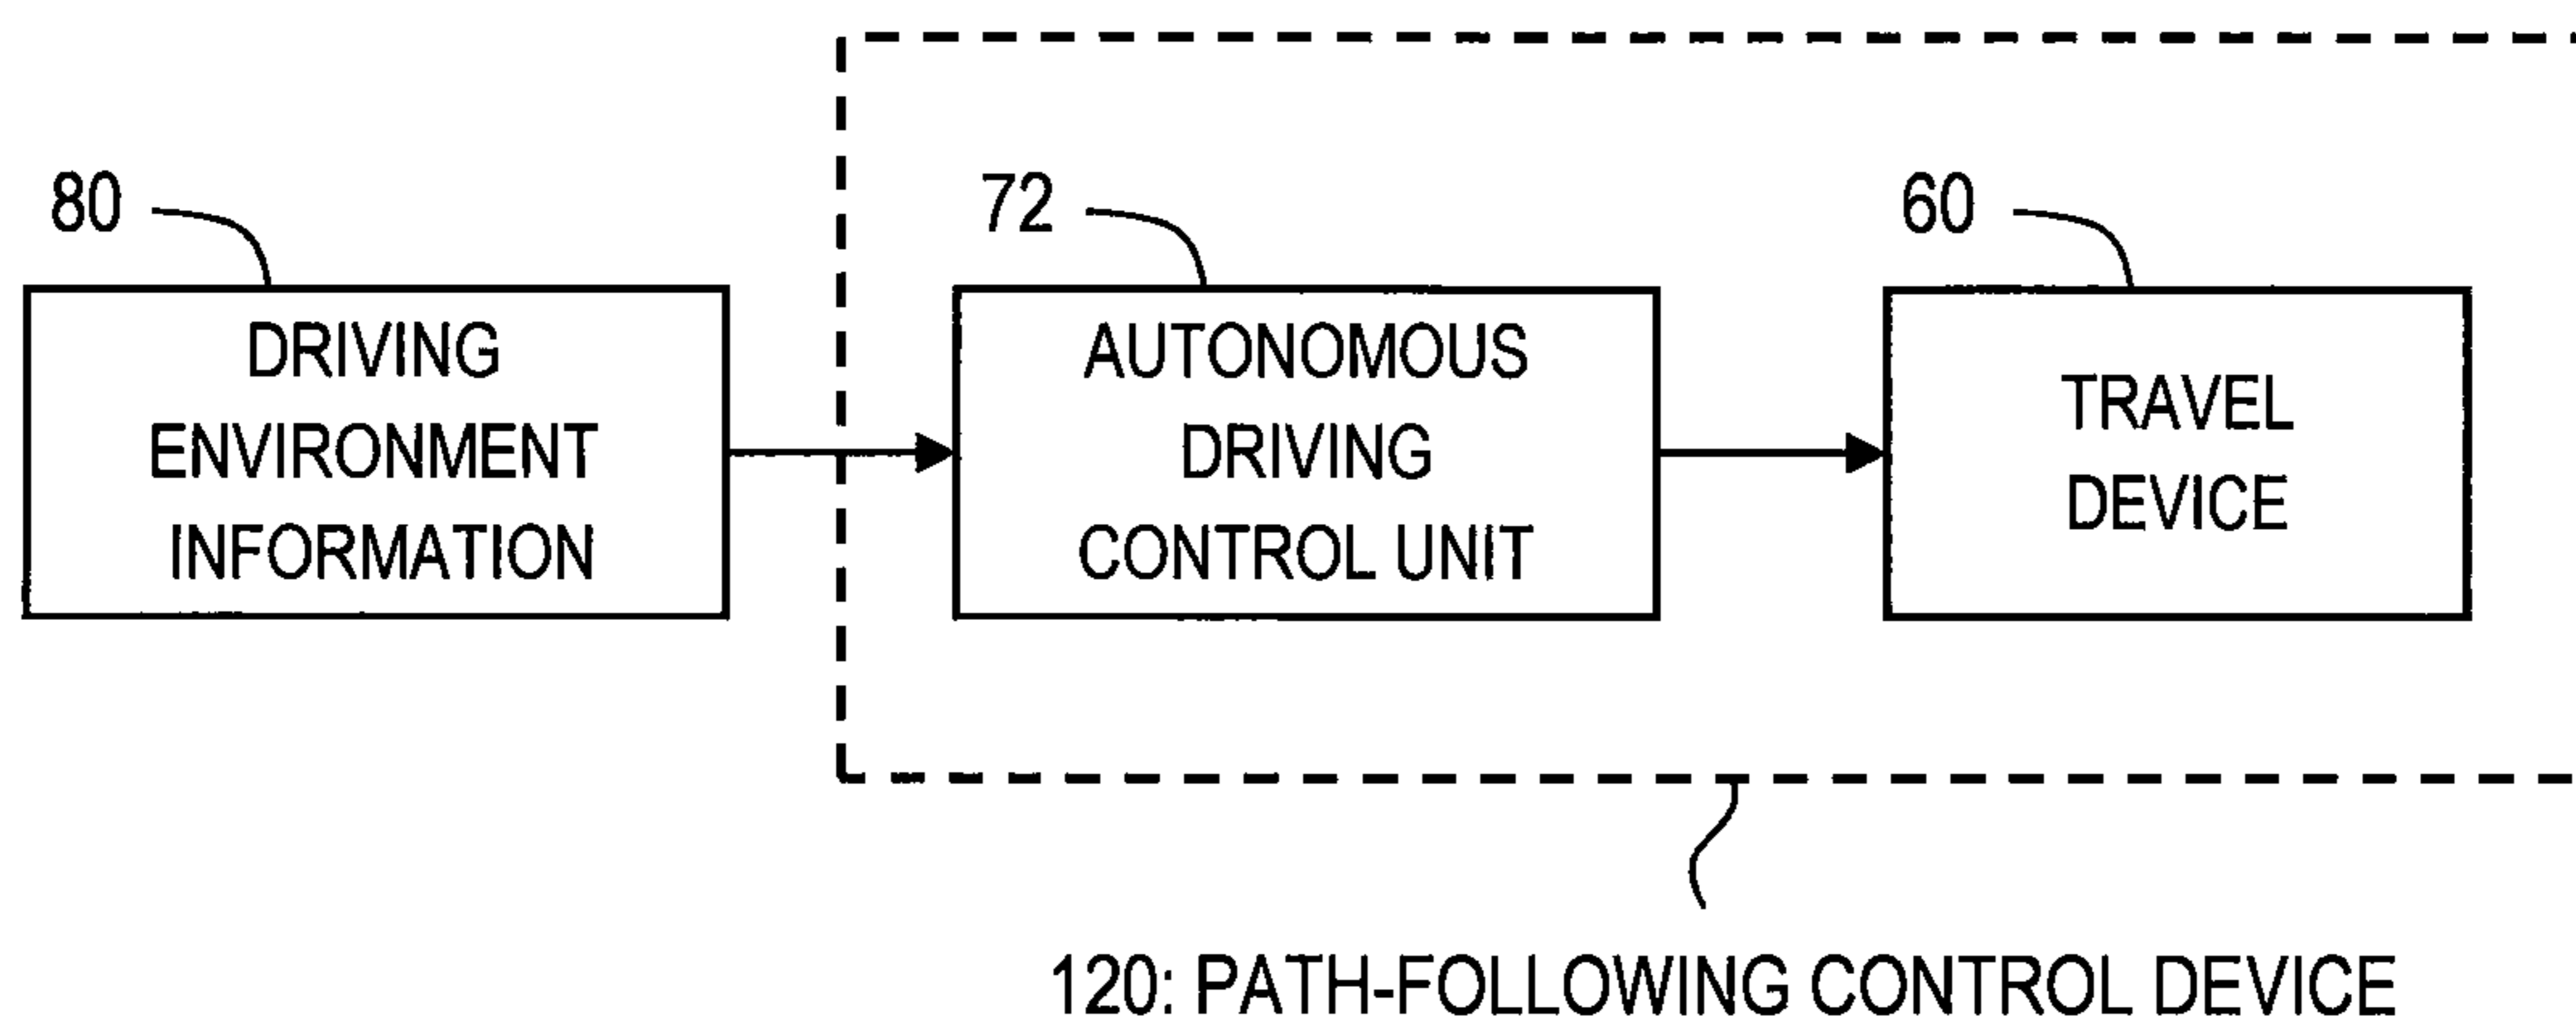 80
72
60
DRIVING
ENVIRONMENT
INFORMATION
AUTONOMOUS
DRIVING
CONTROL UNIT
TRAVEL
DEVICE
120: PATH-FOLLOWING CONTROL DEVICE